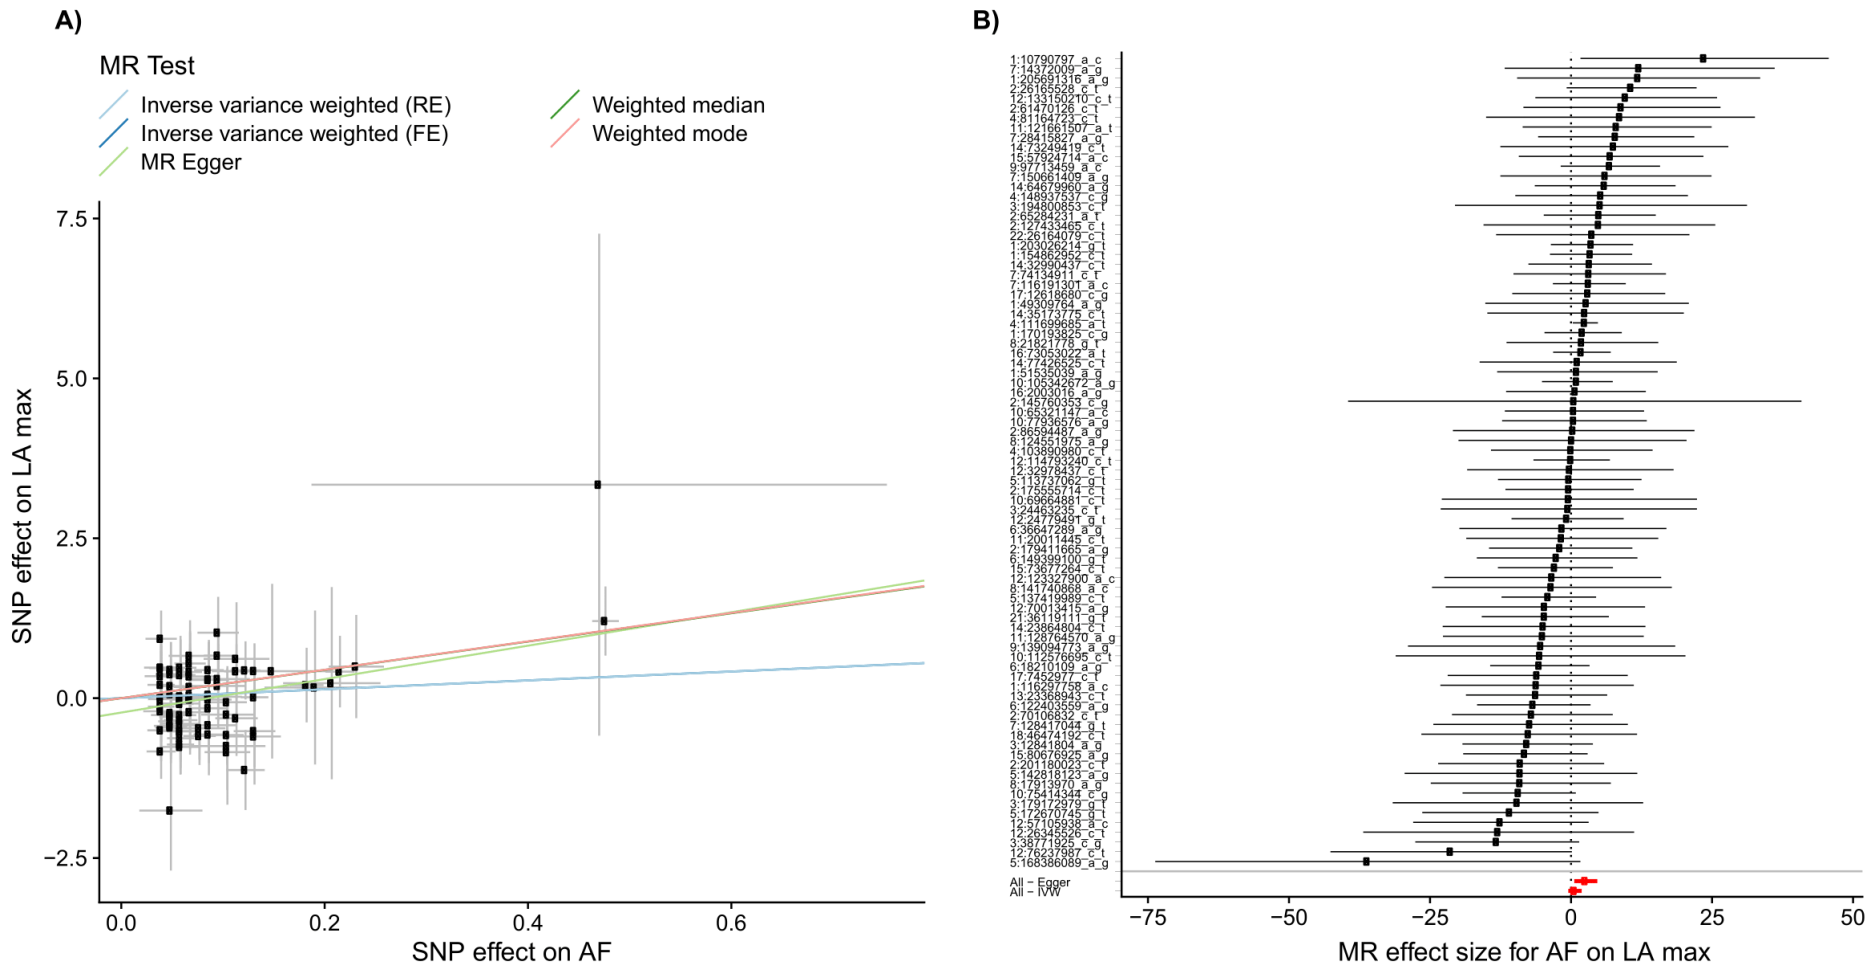 A)
MR Test
Inverse variance weighted (RE)
Inverse variance weighted (FE)
MR Egger
Weighted median
Weighted mode
SNP effect on LA max
7.5
5.0
2.5
0.0
−2.5
0.0
0.2
0.4
0.6
SNP effect on AF
B)
1:10790797_a_c
7:14372009_a_g
1:205691316_a_g
2:26165528_c_t
12:133150210_c_t
2:61470126_c_t
4:81164723_c_t
11:121661507_a_t
7:28415827_a_g
14:73249419_c_t
15:57924714_a_c
9:97713459_a_c
7:150661409_a_g
14:64679960_a_g
4:148937537_c_g
3:194800853_c_t
2:65284231_a_t
2:127433465_c_t
22:26164079_c_t
1:203026214_g_t
1:154862952_c_t
14:32990437_c_t
7:74134911_c_t
7:116191301_a_c
17:12618680_c_g
1:49309764_a_g
14:35173775_c_t
4:111699685_a_t
1:170193825_c_g
8:21821778_g_t
16:73053022_a_t
14:77426525_c_t
1:51535039_a_g
10:105342672_a_g
16:2003016_a_g
2:145760353_c_g
10:65321147_a_c
10:77936576_a_g
2:86594487_a_g
8:124551975_a_g
4:103890980_c_t
12:114793240_c_t
12:32978437_c_t
5:113737062_g_t
2:175555714_c_t
10:69664881_c_t
3:24463235_c_t
12:24779491_g_t
6:36647289_a_g
11:20011445_c_t
2:179411665_a_g
6:149399100_g_t
15:73677264_c_t
12:123327900_a_c
8:141740868_a_c
5:137419989_c_t
12:70013415_a_g
21:36119111_g_t
14:23864804_c_t
11:128764570_a_g
9:139094773_a_g
10:112576695_c_t
6:18210109_a_g
17:7452977_c_t
1:116297758_a_c
13:23368943_c_t
6:122403559_a_g
2:70106832_c_t
7:128417044_g_t
18:46474192_c_t
3:12841804_a_g
15:80676925_a_g
2:201180023_c_t
5:142818123_a_g
8:17913970_a_g
10:75414344_c_g
3:179172979_g_t
5:172670745_g_t
12:57105938_a_c
12:26345526_c_t
3:38771925_c_g
12:76237987_c_t
5:168386089_a_g
All − Egger
All − IVW
−75
−50
−25
0
25
50
MR effect size for AF on LA max